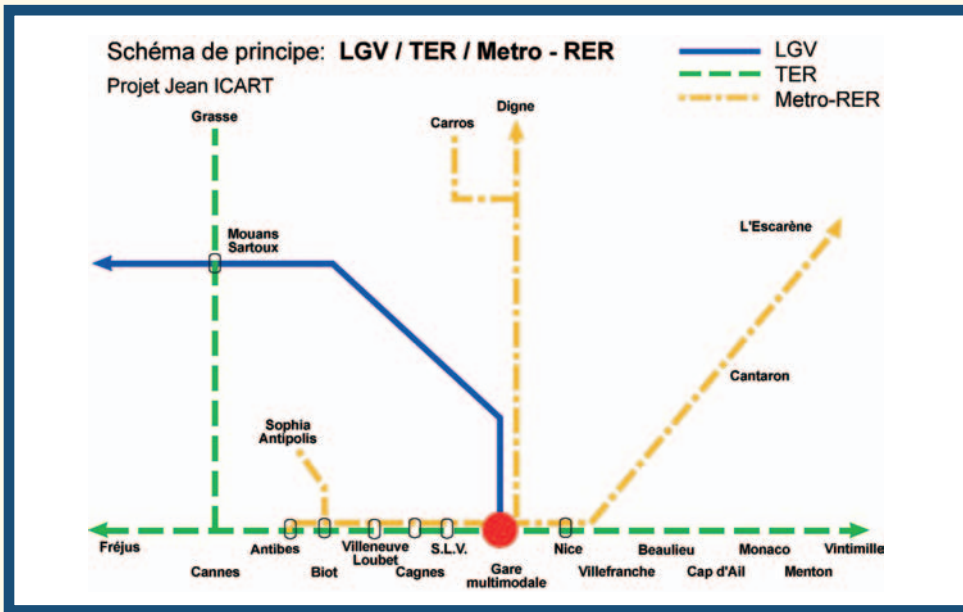 Schéma de principe: LGV / TER / Metro - RER
Projet Jean ICART
LGV
TER
Metro-RER
Grasse
Carros
Digne
Mouans
Sartoux
L'Escarène
Cantaron
Sophia
Antipolis
Fréjus
Cannes
Antibes
Biot
Villeneuve
Loubet
Cagnes
S.L.V.
Gare
multimodale
Nice
Villefranche
Beaulieu
Cap d'Ail
Monaco
Menton
Vintimille